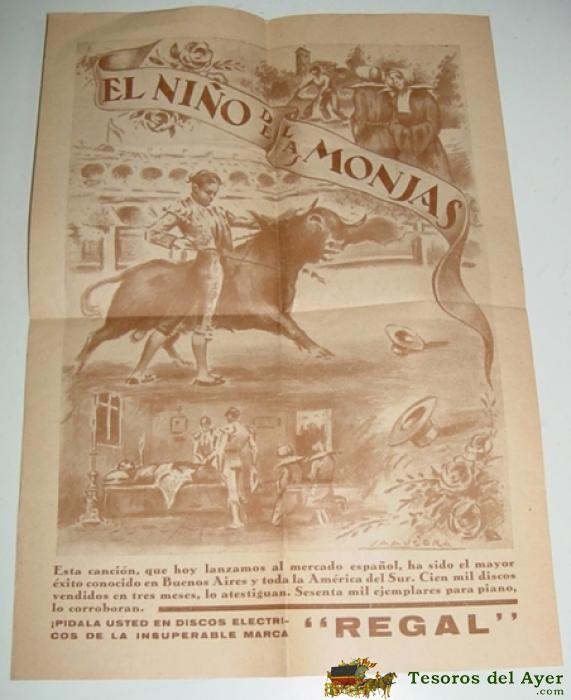 EL NIÑO DE LA MONJAS
SAAVEDRA
Esta canción, que hoy lanzamos al mercado español, ha sido el mayor
éxito conocido en Buenos Aires y toda la América del Sur. Cien mil discos
vendidos en tres meses, lo atestiguan. Sesenta mil ejemplares para piano,
lo corroboran.
¡PIDALA USTED EN DISCOS ELECTRI-
COS DE LA INSUPERABLE MARCA
"REGAL"
Tesoros del Ayer
.com